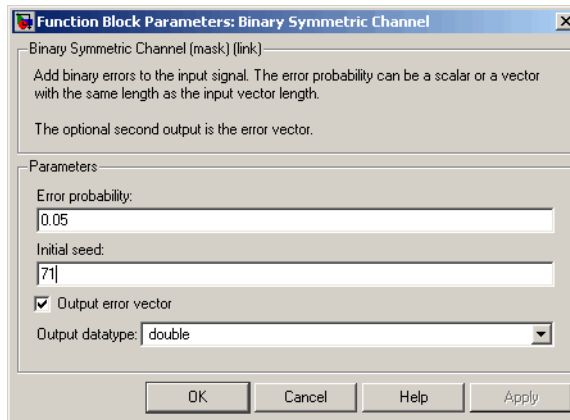 Function Block Parameters: Binary Symmetric Channel
Binary Symmetric Channel (mask) (link)
Add binary errors to the input signal. The error probability can be a scalar or a vector
with the same length as the input vector length.
The optional second output is the error vector.
Parameters
Error probability:
0.05
Initial seed:
71
Output error vector
Output datatype: double
OK Cancel Help Apply